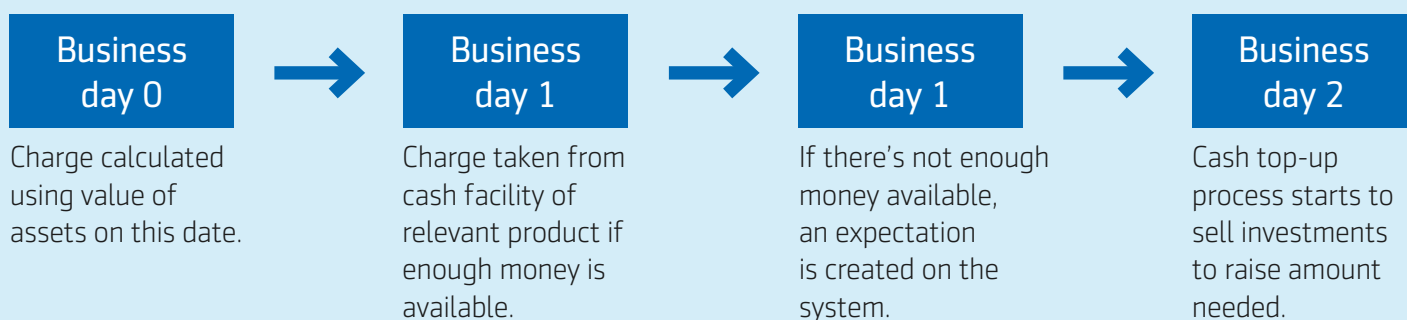 Business
day 0
Charge calculated
using value of
assets on this date.
Business
day 1
Charge taken from
cash facility of
relevant product if
enough money is
available.
Business
day 1
If there's not enough
money available,
an expectation
is created on the
system.
Business
day 2
Cash top-up
process starts to
sell investments
to raise amount
needed.